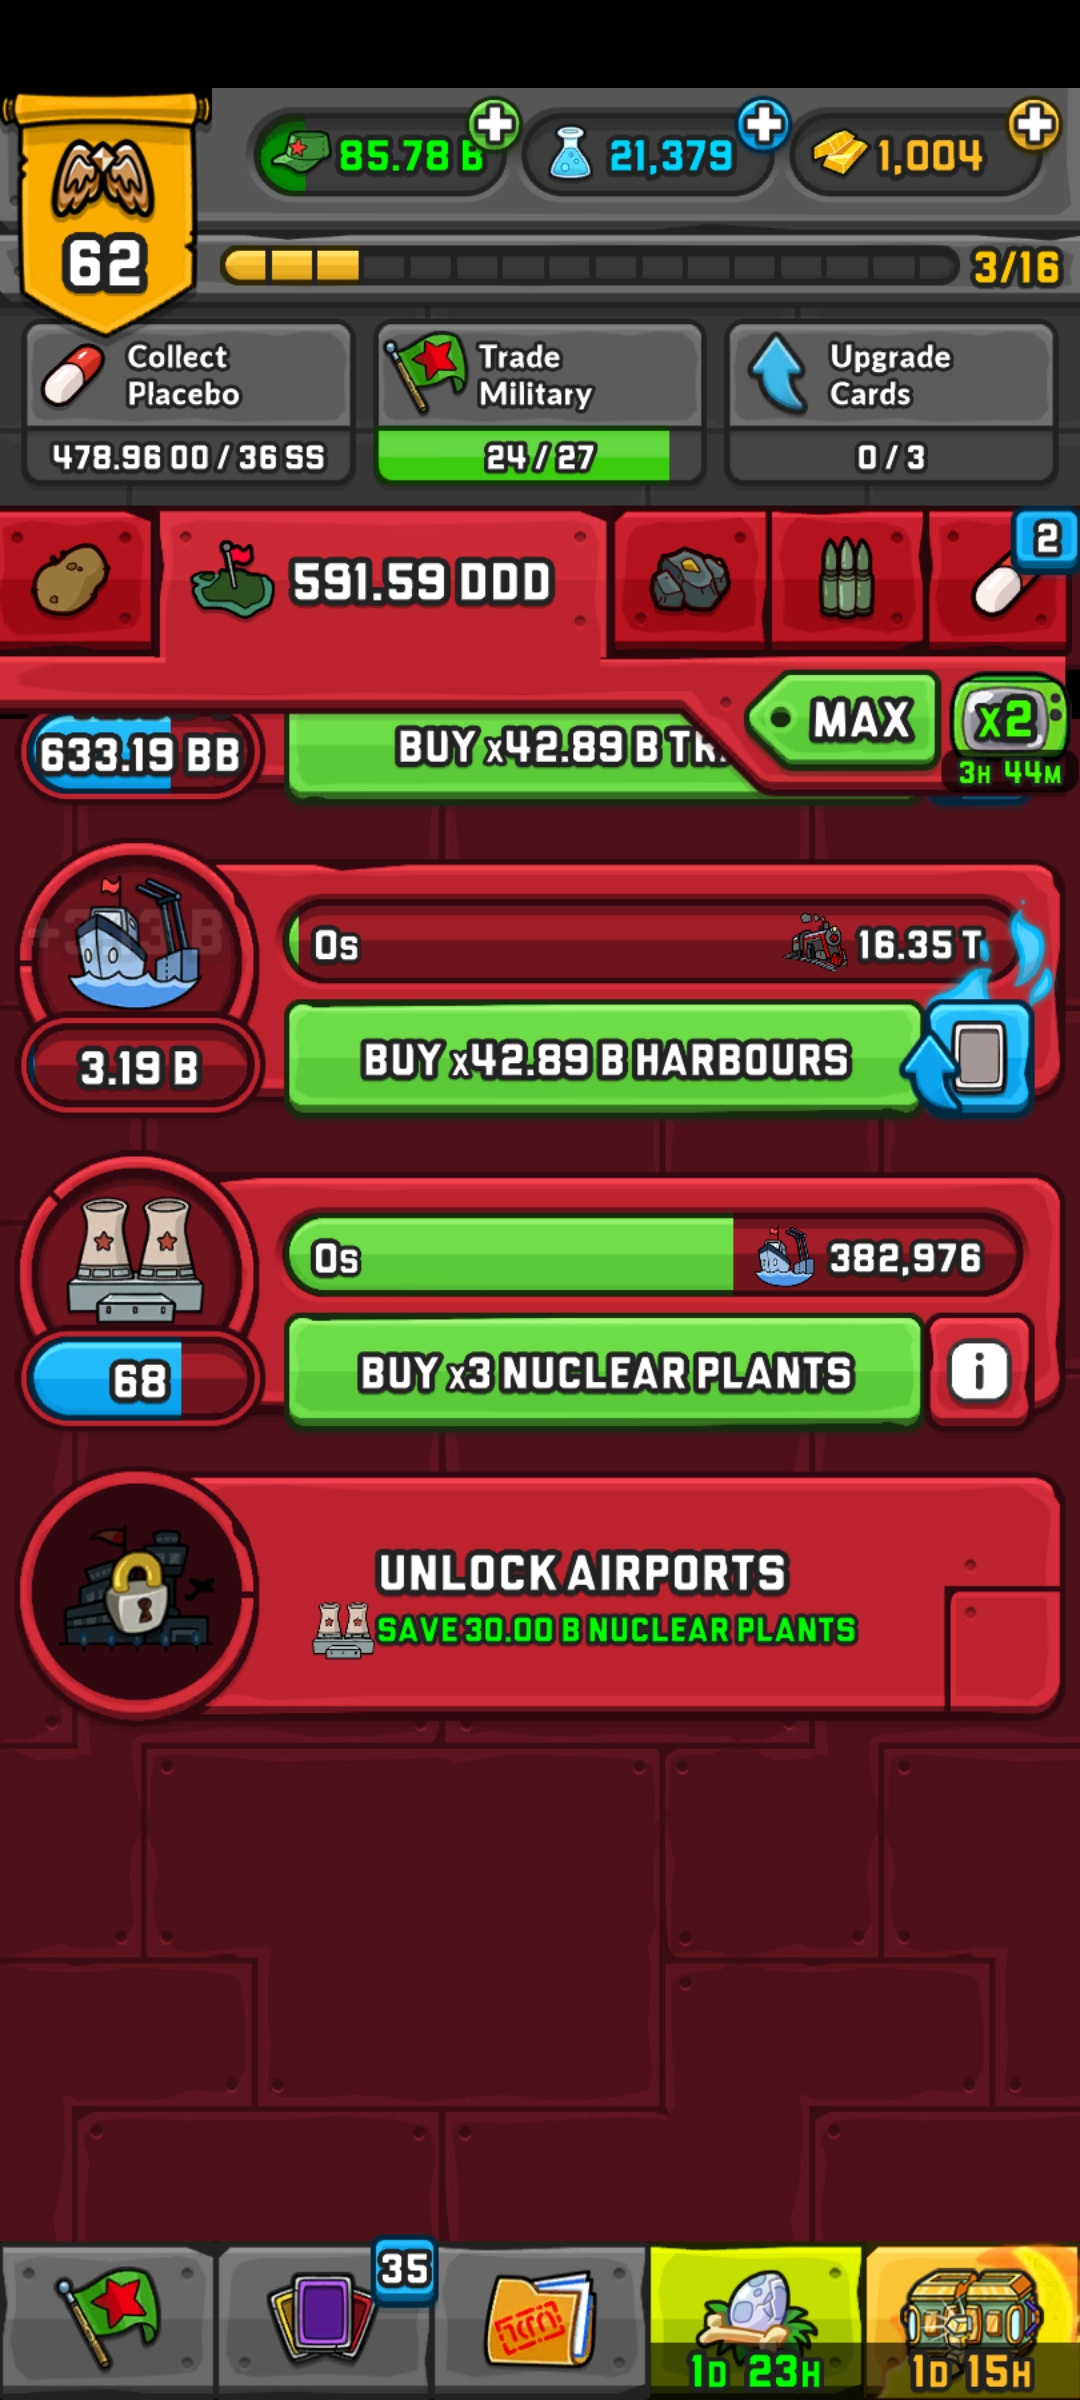 85.78 B
21,379
1,004
62
3/16
Collect
Placebo
478.96 OO / 36 SS
Trade
Military
24 / 27
Upgrade
Cards
0 / 3
591.59 DDD
2
MAX
x2
3H 44M
633.19 BB
BUY x42.89 B
0s
16.35 T
3.19 B
BUY x42.89 B HARBOURS
0s
382,976
68
BUY x3 NUCLEAR PLANTS
i
UNLOCK AIRPORTS
SAVE 30.00 B NUCLEAR PLANTS
35
1D 23H
1D 15H